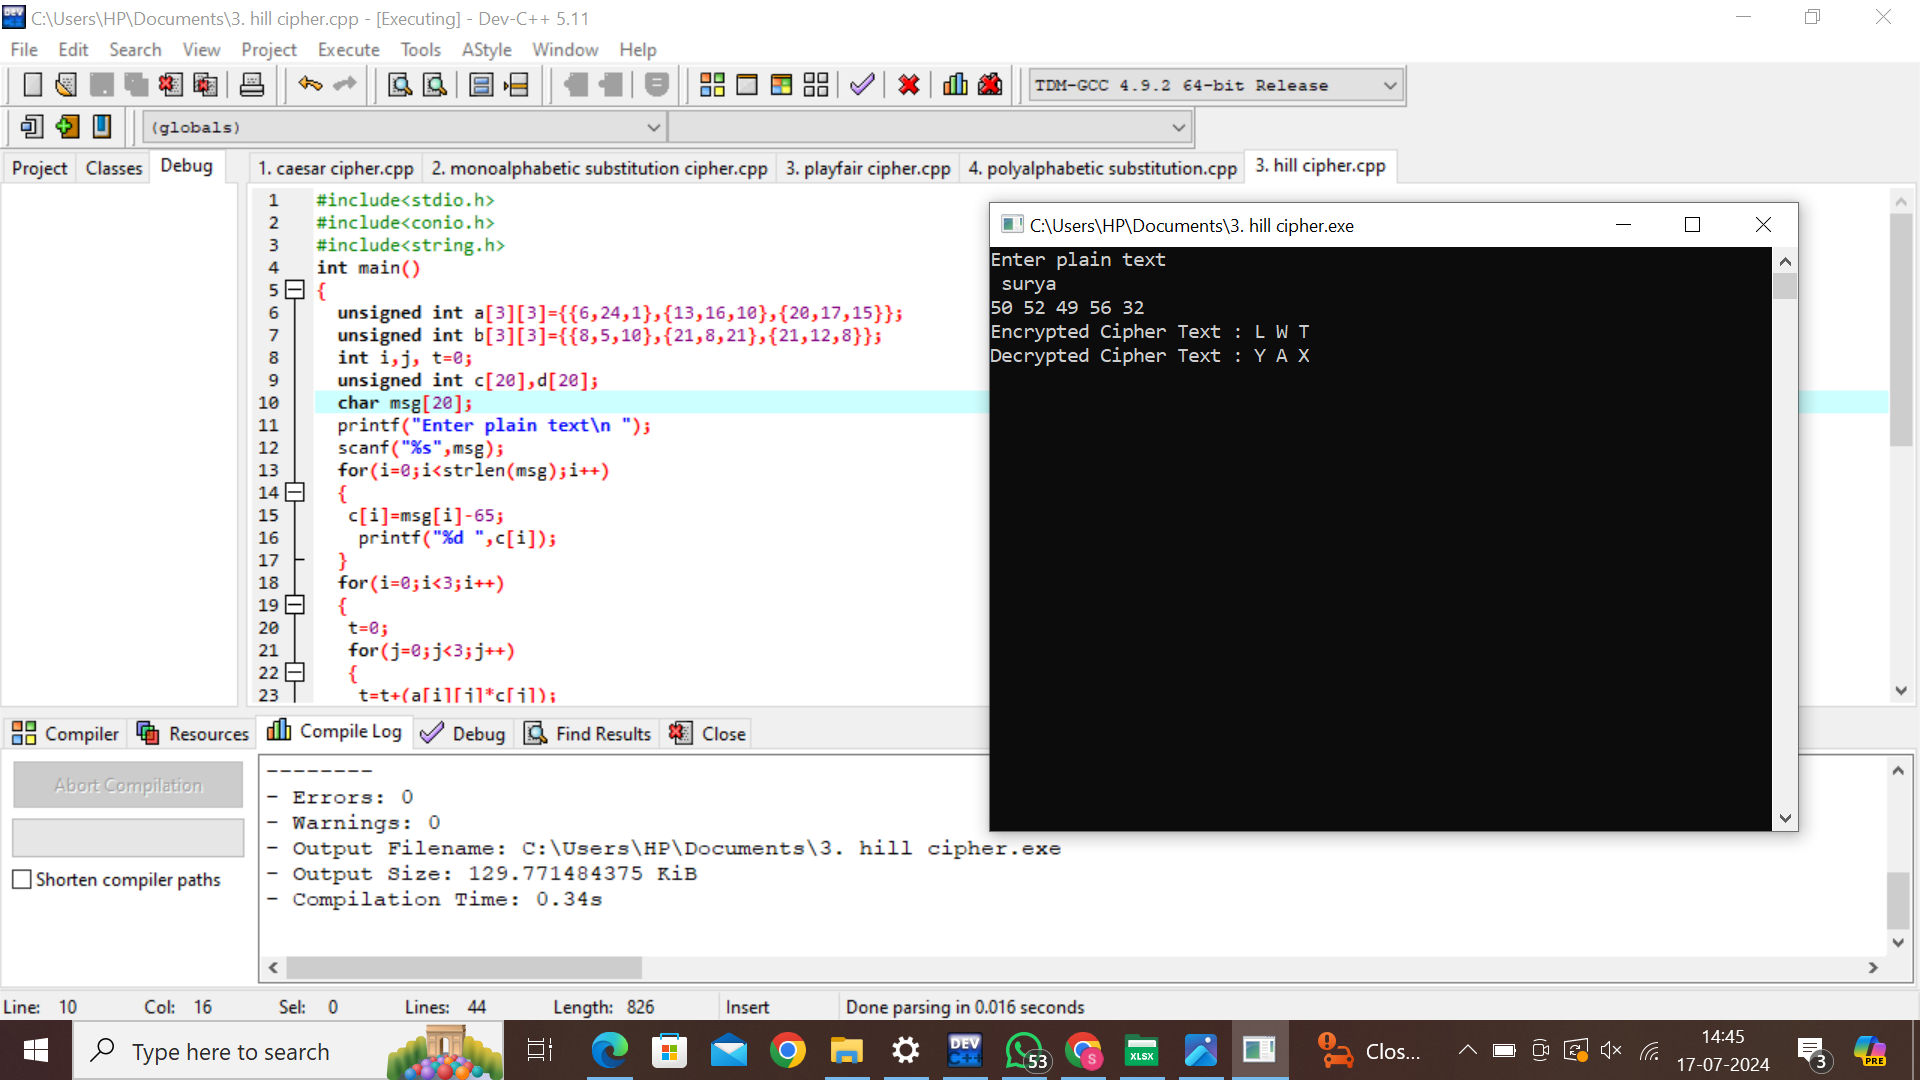 C:\Users\HP\Documents\3. hill cipher.cpp - [Executing] - Dev-C++ 5.11
File Edit Search View Project Execute Tools AStyle Window Help
TDM-GCC 4.9.2 64-bit Release
(globals)
Project Classes Debug
1. caesar cipher.cpp 2. monoalphabetic substitution cipher.cpp 3. playfair cipher.cpp 4. polyalphabetic substitution.cpp 3. hill cipher.cpp
1 #include<stdio.h>
2 #include<conio.h>
3 #include<string.h>
4 int main()
5 {
6 unsigned int a[3][3]={{6,24,1},{13,16,10},{20,17,15}};
7 unsigned int b[3][3]={{8,5,10},{21,8,21},{21,12,8}};
8 int i,j, t=0;
9 unsigned int c[20],d[20];
10 char msg[20];
11 printf("Enter plain text\n ");
12 scanf("%s",msg);
13 for(i=0;i<strlen(msg);i++)
14 {
15 c[i]=msg[i]-65;
16 printf("%d ",c[i]);
17 }
18 for(i=0;i<3;i++)
19 {
20 t=0;
21 for(j=0;j<3;j++)
22 {
23 t=t+(a[i][j]*c[j]);
C:\Users\HP\Documents\3. hill cipher.exe
Enter plain text
surya
50 52 49 56 32
Encrypted Cipher Text : L W T
Decrypted Cipher Text : Y A X
Compiler Resources Compile Log Debug Find Results Close
Abort Compilation
Shorten compiler paths
--------
- Errors: 0
- Warnings: 0
- Output Filename: C:\Users\HP\Documents\3. hill cipher.exe
- Output Size: 129.771484375 KiB
- Compilation Time: 0.34s
Line: 10 Col: 16 Sel: 0 Lines: 44 Length: 826 Insert Done parsing in 0.016 seconds
Type here to search
DEV C++
53
S
XLSX
Clos...
14:45
17-07-2024
3
PRE